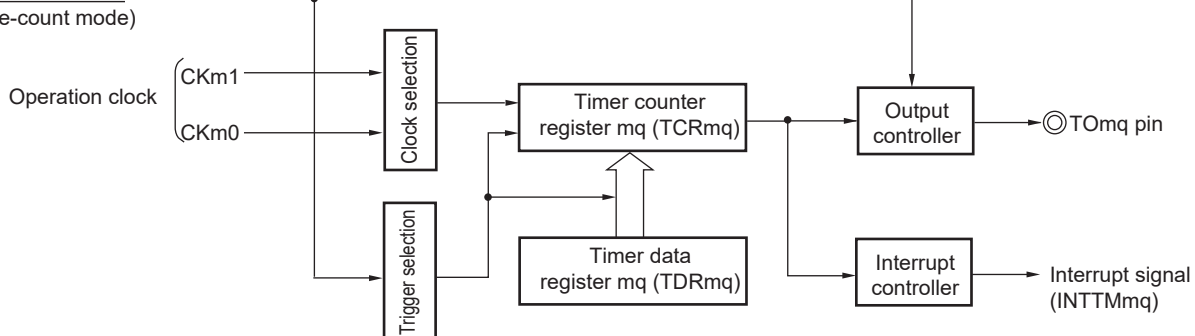 e-count mode)
Operation clock
CKm1
CKm0
Clock selection
Timer counter
register mq (TCRmq)
Output
controller
TOmq pin
Trigger selection
Timer data
register mq (TDRmq)
Interrupt
controller
Interrupt signal
(INTTMmq)